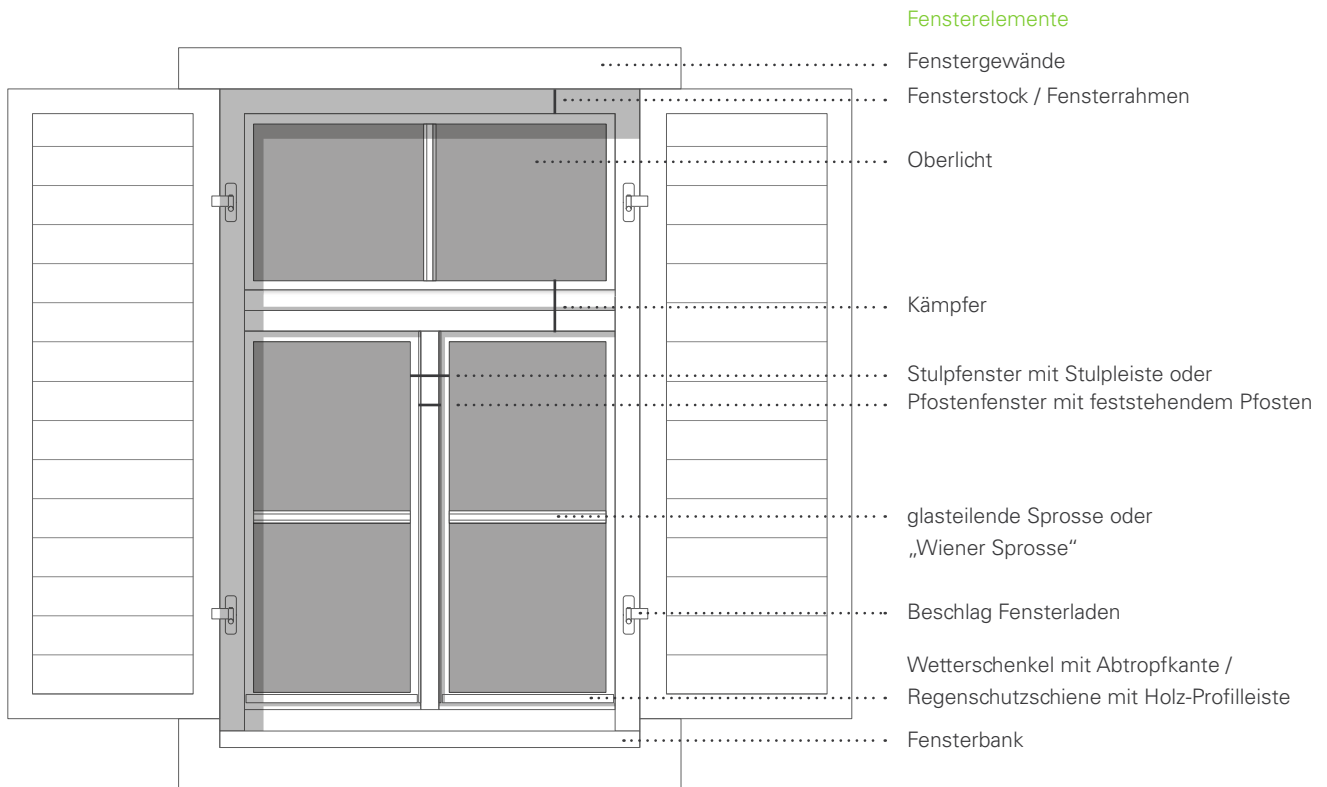 Fensterelemente
Fenstergewände
Fensterstock / Fensterrahmen
Oberlicht
Kämpfer
Stulpfenster mit Stulpleiste oder
Pfostenfenster mit feststehendem Pfosten
glasteilende Sprosse oder
„Wiener Sprosse“
Beschlag Fensterladen
Wetterschenkel mit Abtropfkante /
Regenschutzschiene mit Holz-Profilleiste
Fensterbank